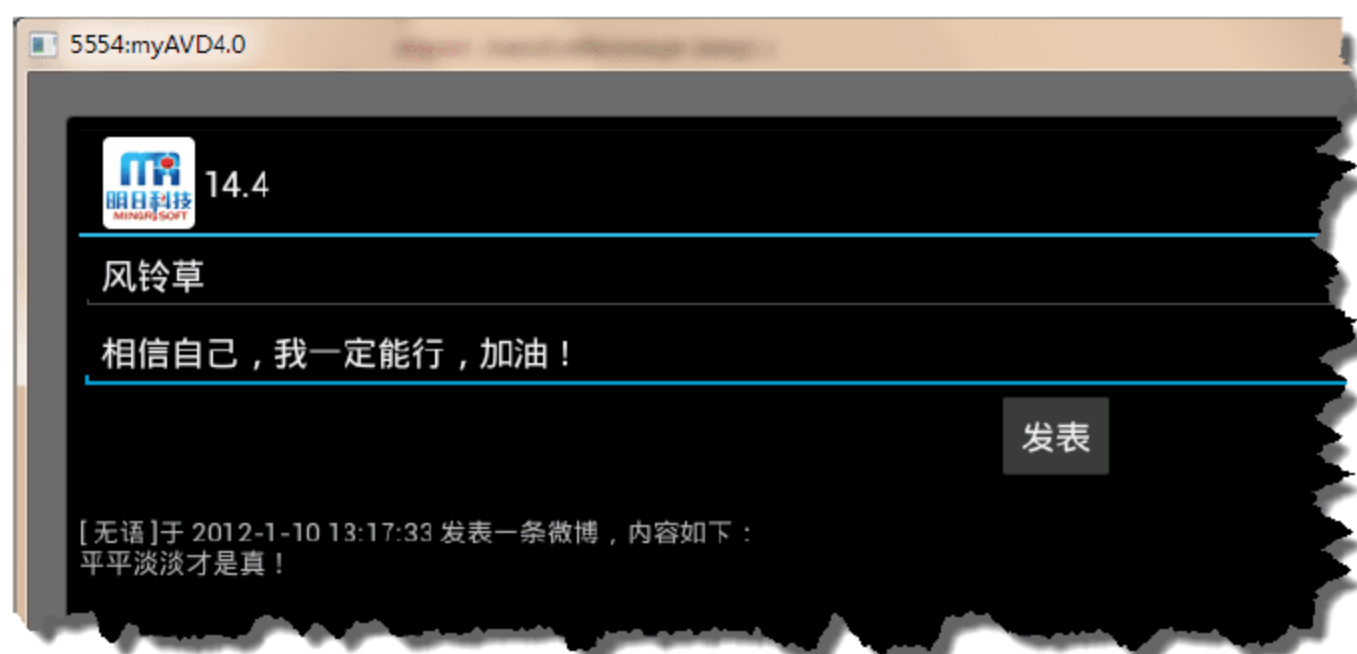 5554:myAVD4.0
明日科技
MINGRISOFT
14.4
风铃草
相信自己，我一定能行，加油！
发表
[无语]于 2012-1-10 13:17:33 发表一条微博，内容如下：
平平淡淡才是真！